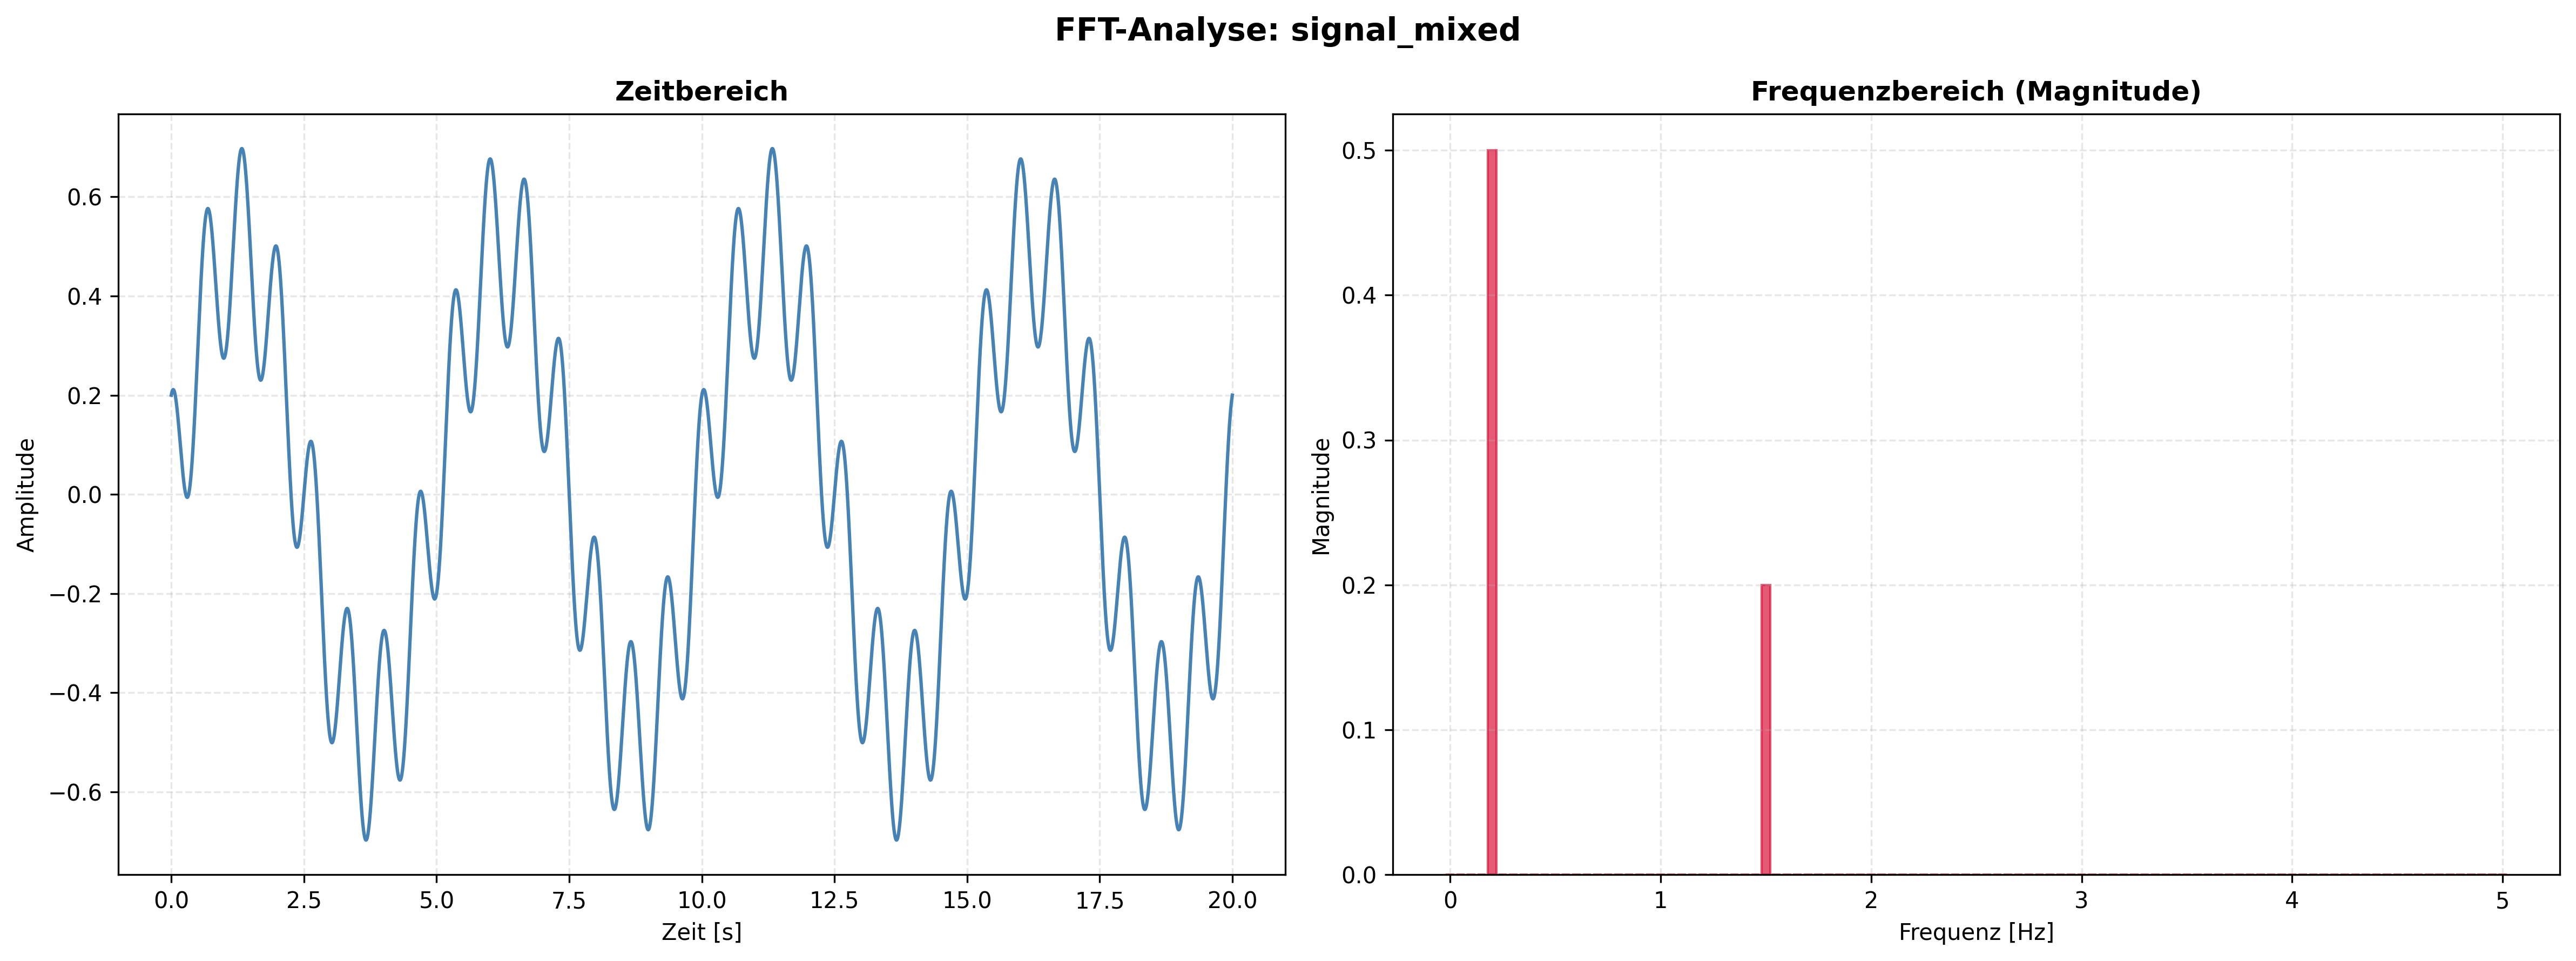 FFT-Analyse: signal_mixed
Zeitbereich
Amplitude
0.6
0.4
0.2
0.0
−0.2
−0.4
−0.6
0.0 2.5 5.0 7.5 10.0 12.5 15.0 17.5 20.0
Zeit [s]
Frequenzbereich (Magnitude)
Magnitude
0.5
0.4
0.3
0.2
0.1
0.0
0 1 2 3 4 5
Frequenz [Hz]